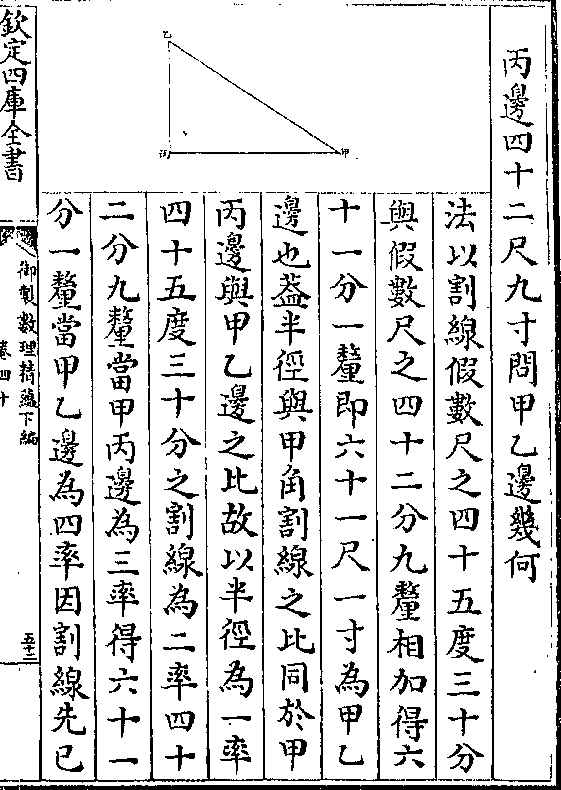 丙邊四十二尺九寸問甲乙邊幾何
法以割線假數尺之四十五度三十分
與假數尺之四十二分九釐相加得六
十一分一釐即六十一尺一寸為甲乙
邊也葢半徑與甲角割線之比同於甲
丙邊與甲乙邊之比故以半徑為一率
四十五度三十分之割線為二率四十
二分九釐當甲丙邊為三率得六十一
分一釐當甲乙邊為四率因割線先已
乙
丙
甲
欽定四庫全書
御製數理精蘊下編
卷四十
五十三